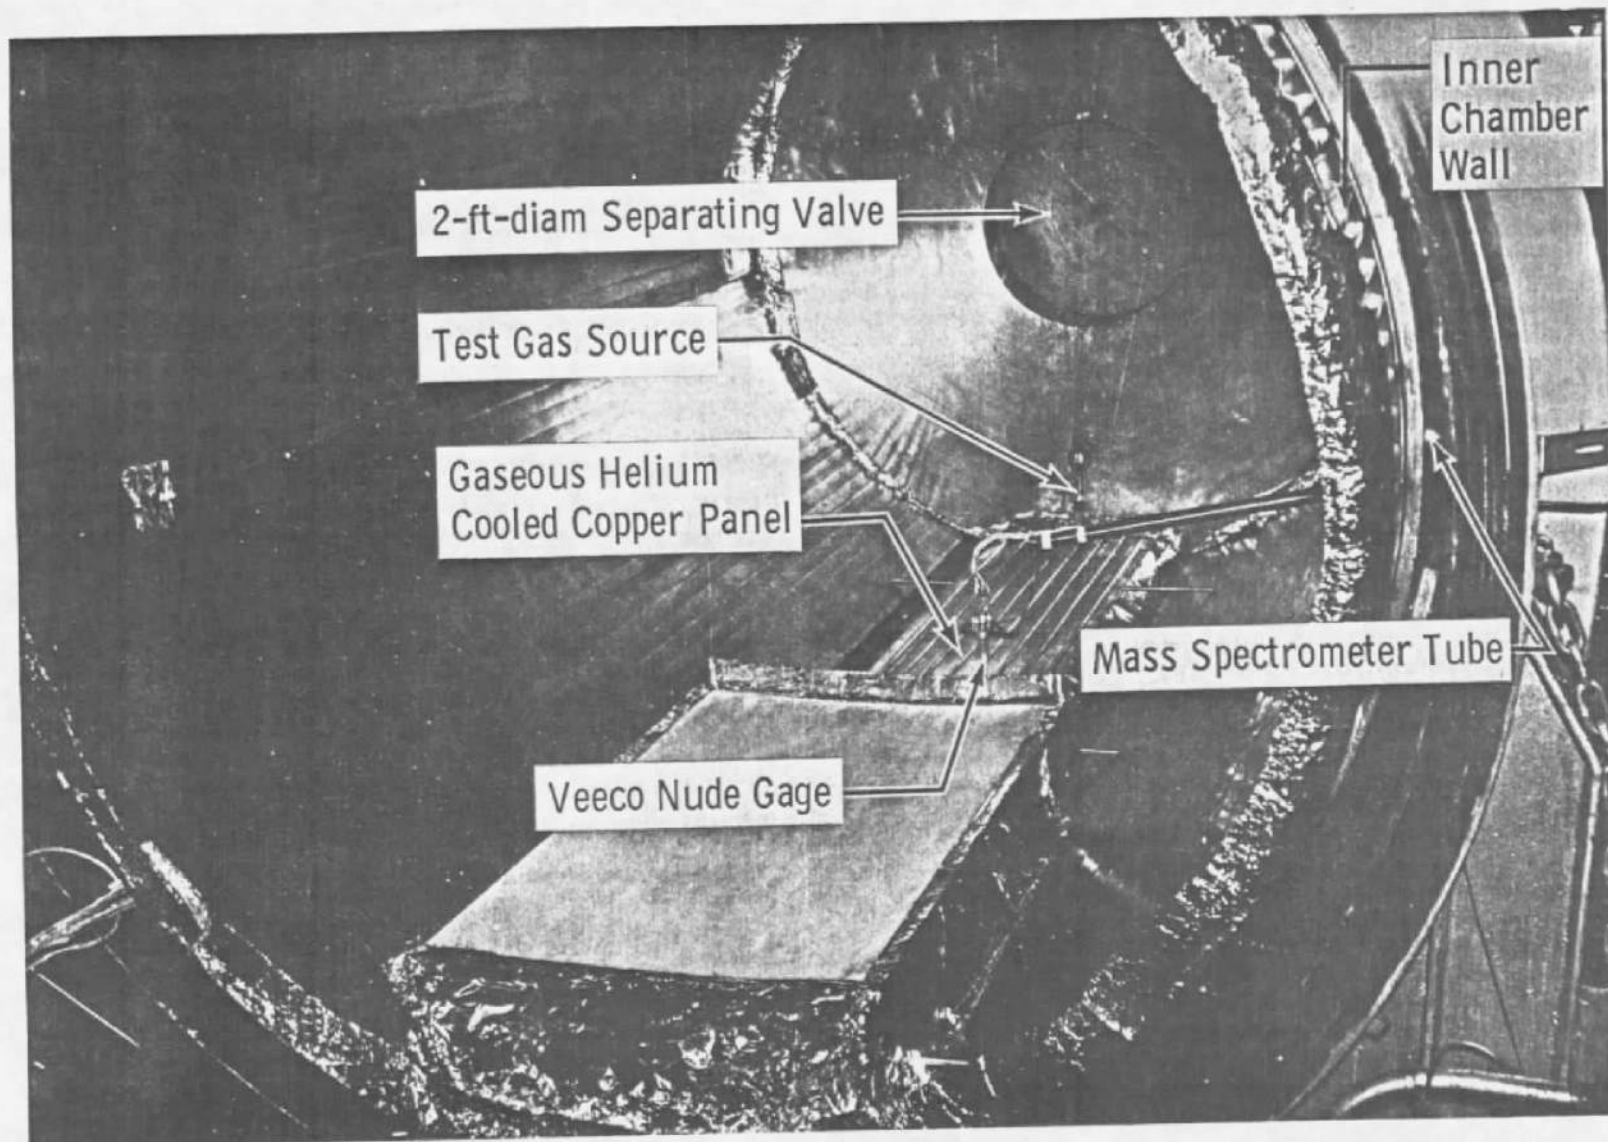 Inner
Chamber
Wall
2-ft-diam Separating Valve
Test Gas Source
Gaseous Helium
Cooled Copper Panel
Mass Spectrometer Tube
Veeco Nude Gage